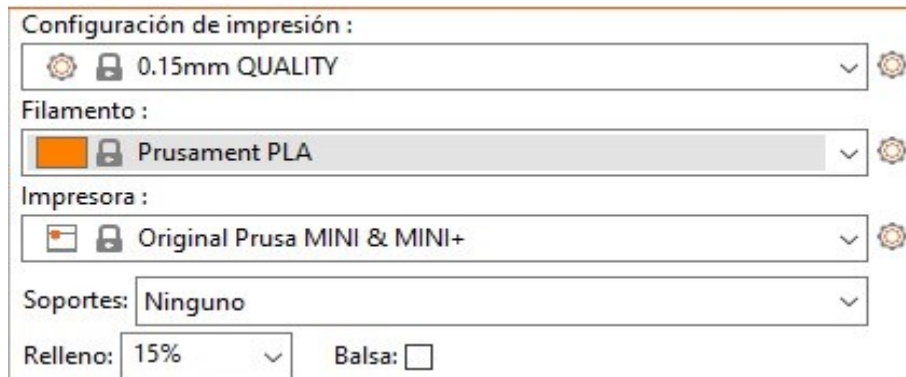 Configuración de impresión :
0.15mm QUALITY
Filamento :
Prusament PLA
Impresora :
Original Prusa MINI & MINI+
Soportes: Ninguno
Relleno: 15% Balsa: